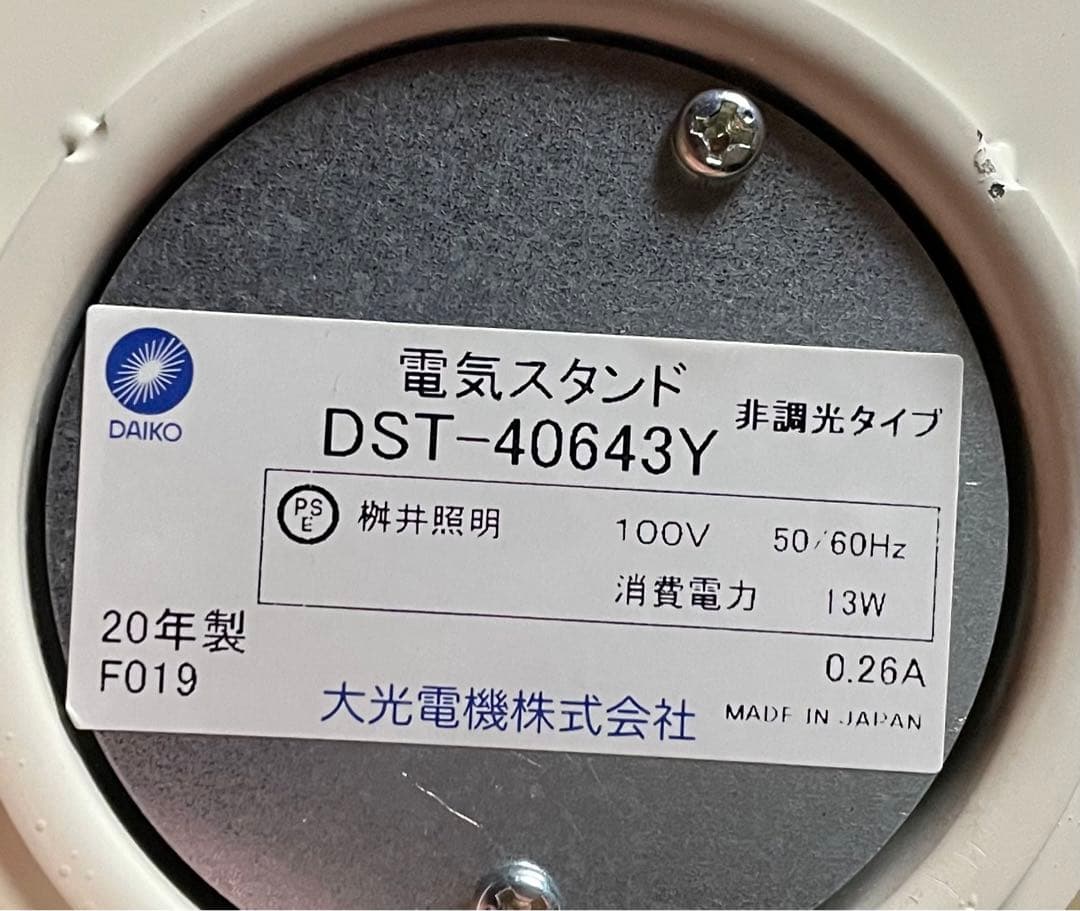 DAIKO
電気スタンド
DST-40643Y 非調光タイプ
PS
E
桝井照明 100V 50/60Hz
消費電力 13W
20年製
F019
0.26A
大光電機株式会社 MADE IN JAPAN